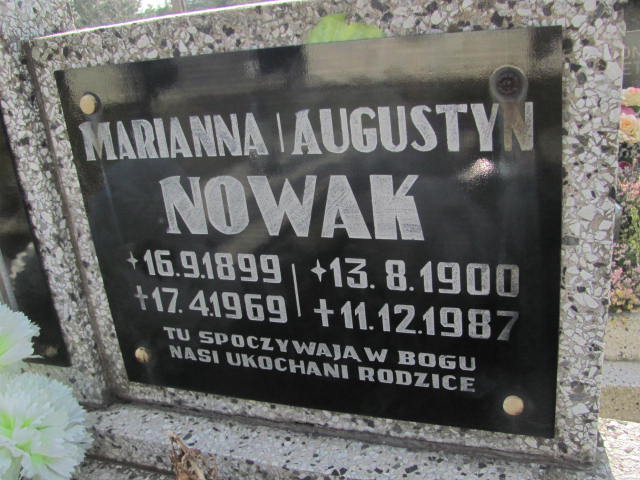 MARIANNA | AUGUSTYN
NOWAK
*16.9.1899 | *13.8.1900
+17.4.1969 | +11.12.1987
TU SPOCZYWAJĄ W BOGU
NASI UKOCHANI RODZICE